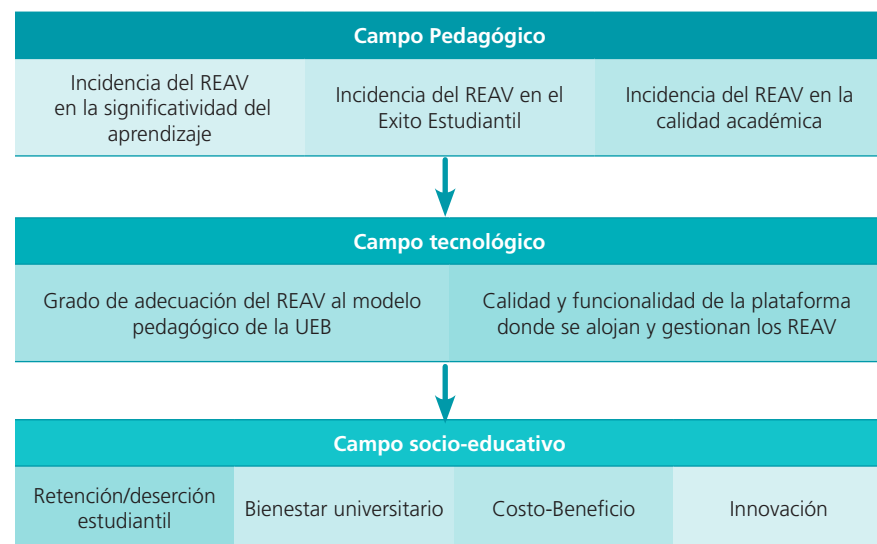 Campo Pedagógico
Incidencia del REAV
en la significatividad del
aprendizaje
Incidencia del REAV en el
Exito Estudiantil
Incidencia del REAV en la
calidad académica
Campo tecnológico
Grado de adecuación del REAV al modelo
pedagógico de la UEB
Calidad y funcionalidad de la plataforma
donde se alojan y gestionan los REAV
Campo socio-educativo
Retención/deserción
estudiantil
Bienestar universitario
Costo-Beneficio
Innovación